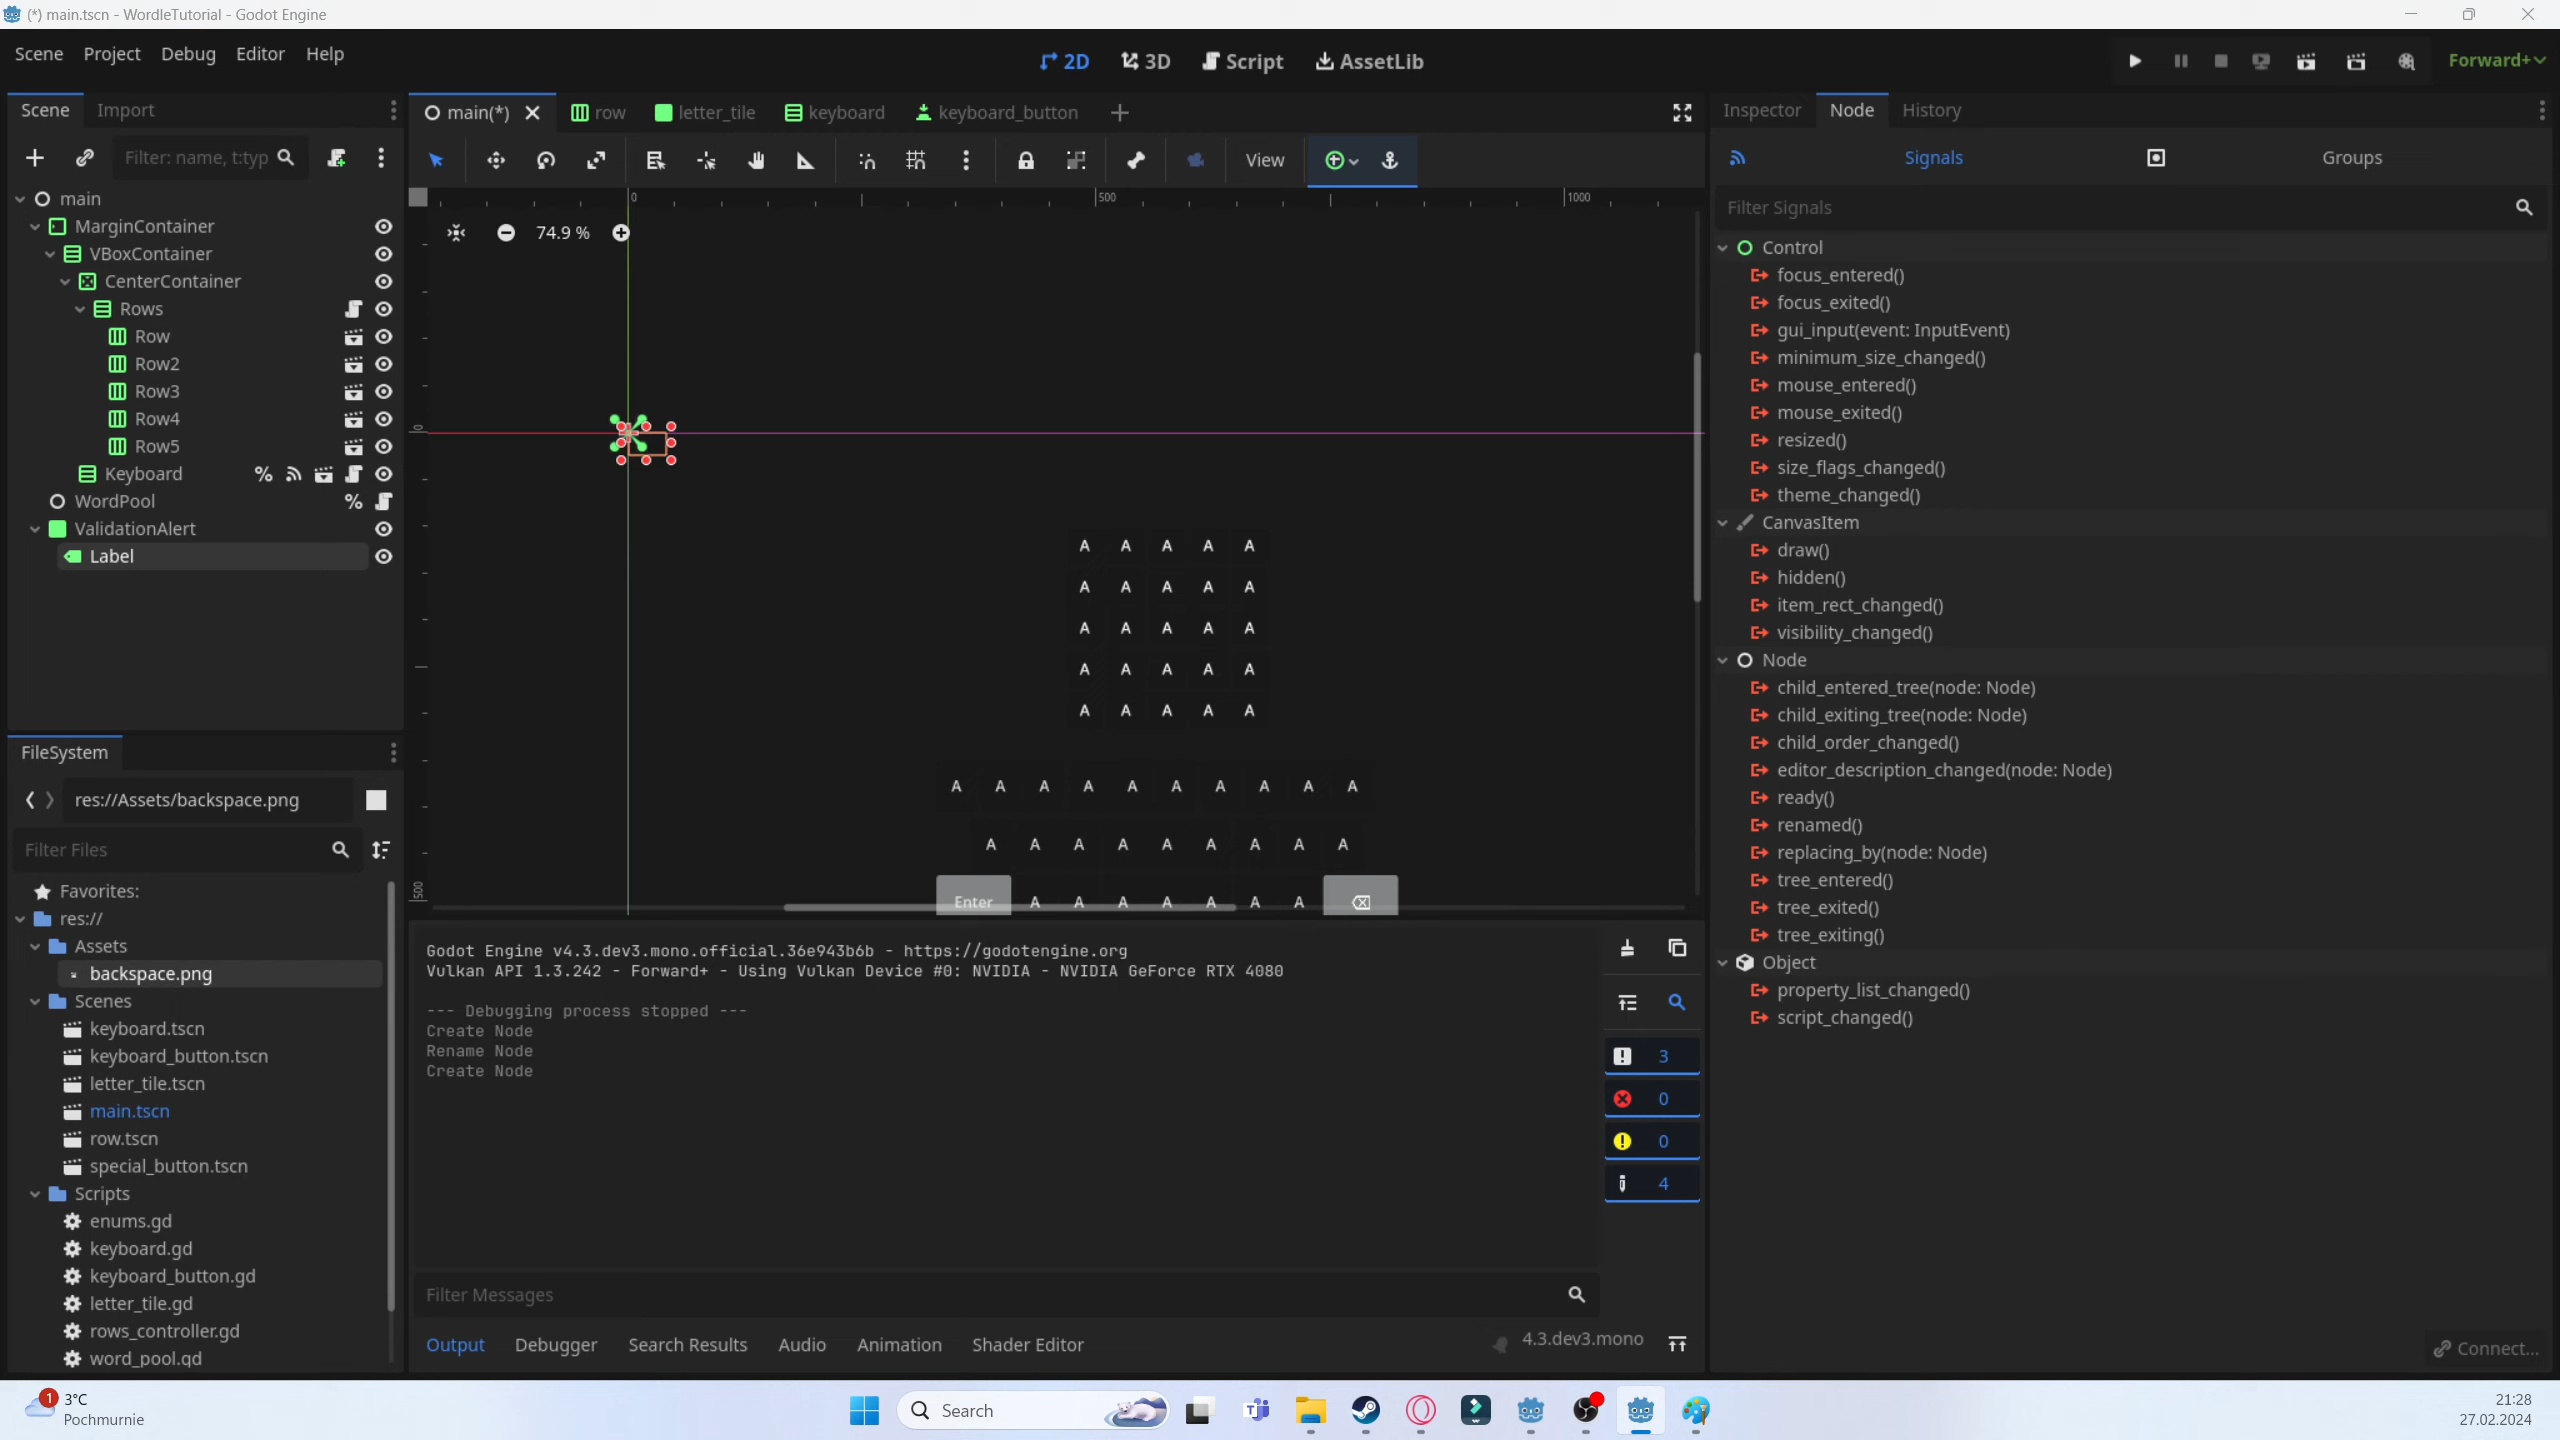 (*) main.tscn - WordleTutorial - Godot Engine
Scene Project Debug Editor Help
2D 3D Script AssetLib
Forward+
Scene Import
Filter: name, t:typ
main
MarginContainer
VBoxContainer
CenterContainer
Rows
Row
Row2
Row3
Row4
Row5
Keyboard %
WordPool %
ValidationAlert
Label
FileSystem
res://Assets/backspace.png
Filter Files
Favorites:
res://
Assets
backspace.png
Scenes
keyboard.tscn
keyboard_button.tscn
letter_tile.tscn
main.tscn
row.tscn
special_button.tscn
Scripts
enums.gd
keyboard.gd
keyboard_button.gd
letter_tile.gd
rows_controller.gd
word_pool.gd
main(*) row letter_tile keyboard keyboard_button
View
0 500 1000
74.9 %
0
500
A A A A A
A A A A A
A A A A A
A A A A A
A A A A A
A A A A A A A A A A
A A A A A A A A A
Enter A A A A A A A
Godot Engine v4.3.dev3.mono.official.36e943b6b - https://godotengine.org
Vulkan API 1.3.242 - Forward+ - Using Vulkan Device #0: NVIDIA - NVIDIA GeForce RTX 4080
--- Debugging process stopped ---
Create Node
Rename Node
Create Node
3
0
0
4
Filter Messages
Output Debugger Search Results Audio Animation Shader Editor
4.3.dev3.mono
Inspector Node History
Signals Groups
Filter Signals
Control
focus_entered()
focus_exited()
gui_input(event: InputEvent)
minimum_size_changed()
mouse_entered()
mouse_exited()
resized()
size_flags_changed()
theme_changed()
CanvasItem
draw()
hidden()
item_rect_changed()
visibility_changed()
Node
child_entered_tree(node: Node)
child_exiting_tree(node: Node)
child_order_changed()
editor_description_changed(node: Node)
ready()
renamed()
replacing_by(node: Node)
tree_entered()
tree_exited()
tree_exiting()
Object
property_list_changed()
script_changed()
Connect...
1
3°C
Pochmurnie
Search
21:28
27.02.2024